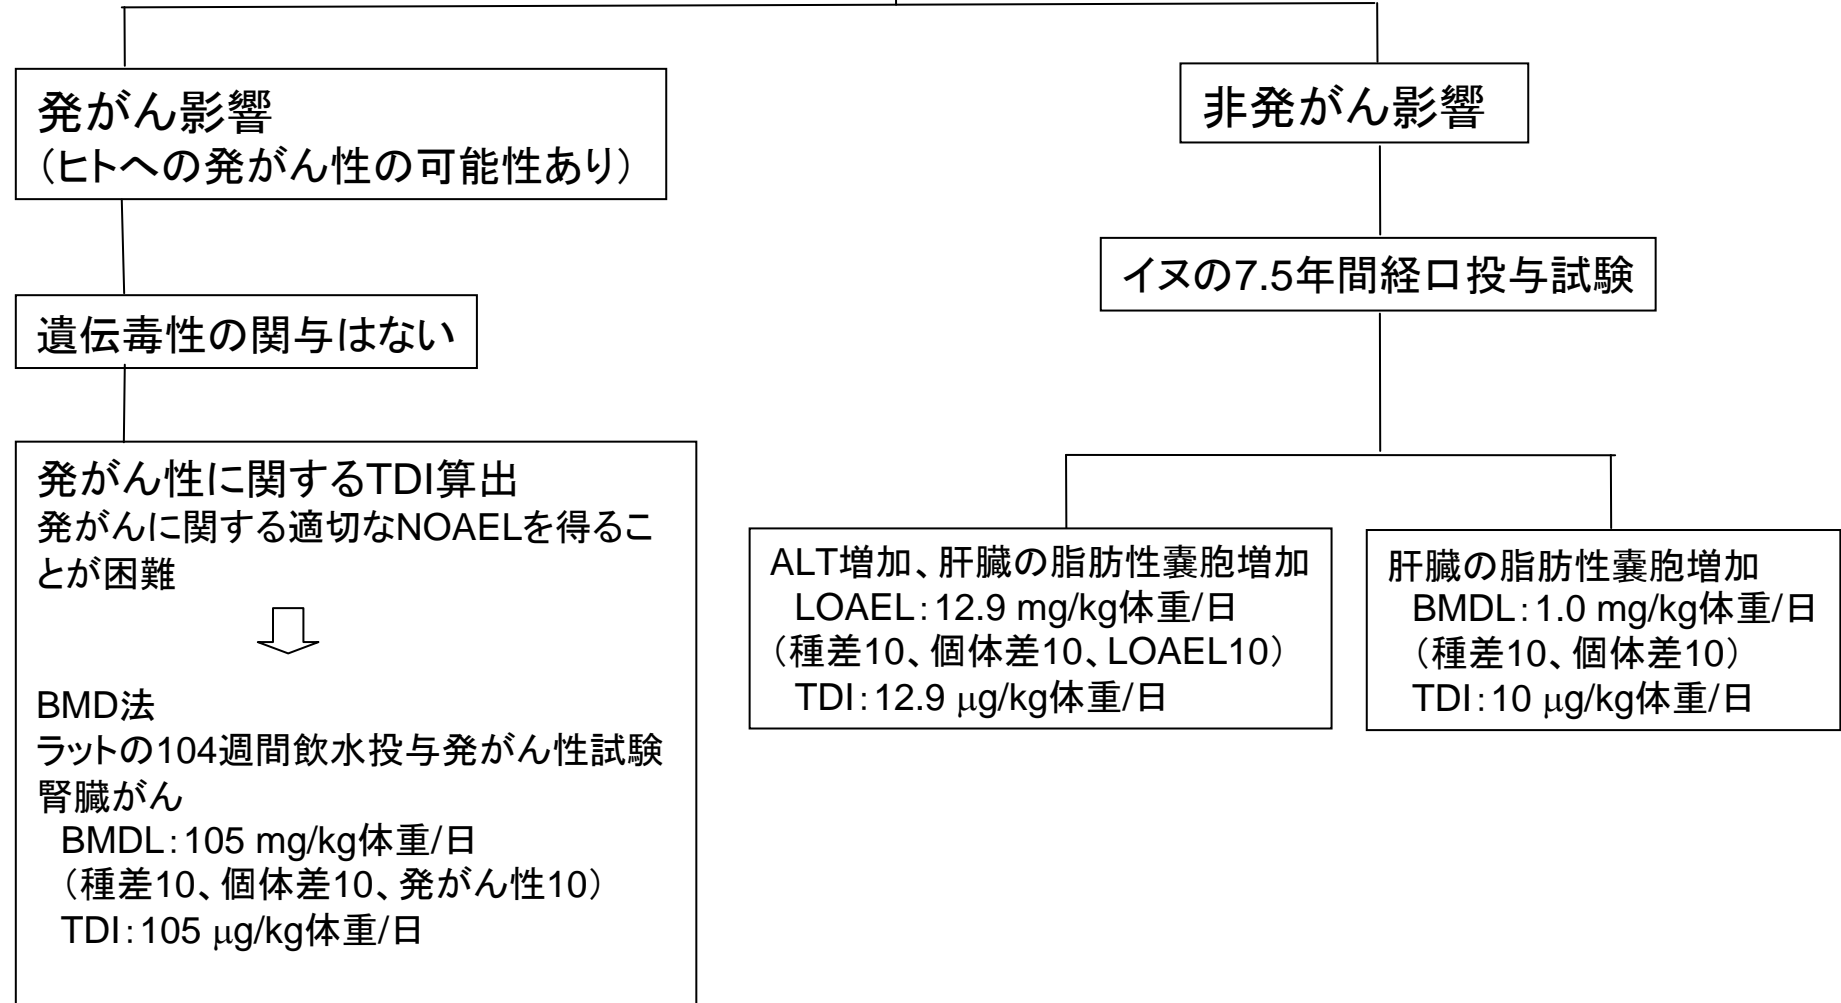 発がん影響
（ヒトへの発がん性の可能性あり）
非発がん影響
イヌの7.5年間経口投与試験
遺伝毒性の関与はない
発がん性に関するTDI算出
発がんに関する適切なNOAELを得るこ
とが困難
BMD法
ラットの104週間飲水投与発がん性試験
腎臓がん
BMDL：105 mg/kg体重/日
（種差10、個体差10、発がん性10）
TDI：105 μg/kg体重/日
ALT増加、肝臓の脂肪性嚢胞増加
LOAEL：12.9 mg/kg体重/日
（種差10、個体差10、LOAEL10）
TDI：12.9 μg/kg体重/日
肝臓の脂肪性嚢胞増加
BMDL：1.0 mg/kg体重/日
（種差10、個体差10）
TDI：10 μg/kg体重/日